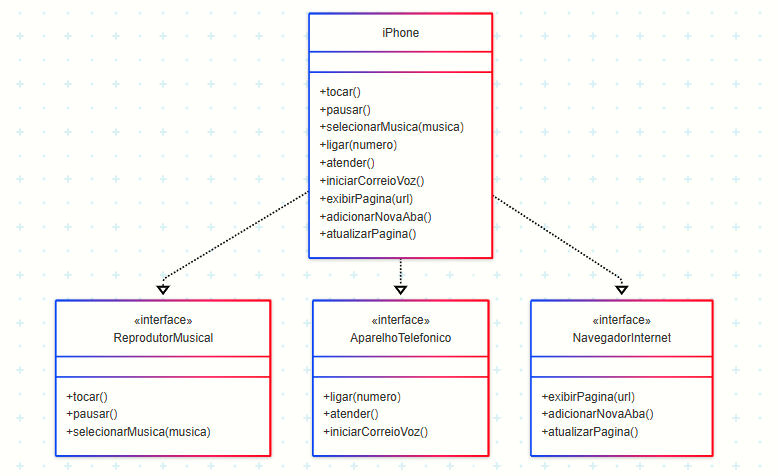 iPhone
+tocar()
+pausar()
+selecionarMusica(musica)
+ligar(numero)
+atender()
+iniciarCorreioVoz()
+exibirPagina(url)
+adicionarNovaAba()
+atualizarPagina()
«interface»
ReprodutorMusical
+tocar()
+pausar()
+selecionarMusica(musica)
«interface»
AparelhoTelefonico
+ligar(numero)
+atender()
+iniciarCorreioVoz()
«interface»
NavegadorInternet
+exibirPagina(url)
+adicionarNovaAba()
+atualizarPagina()